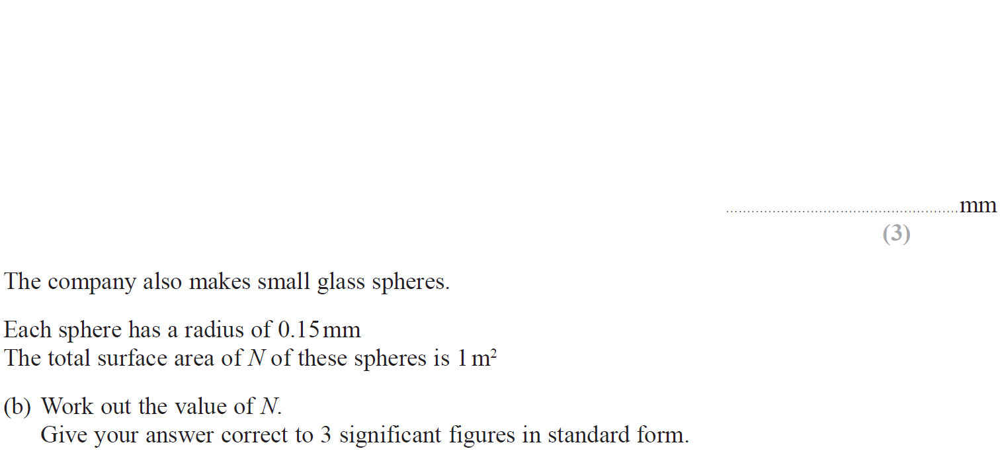 ....................................................mm
(3)
The company also makes small glass spheres.
Each sphere has a radius of 0.15 mm
The total surface area of N of these spheres is 1 m²
(b) Work out the value of N.
Give your answer correct to 3 significant figures in standard form.